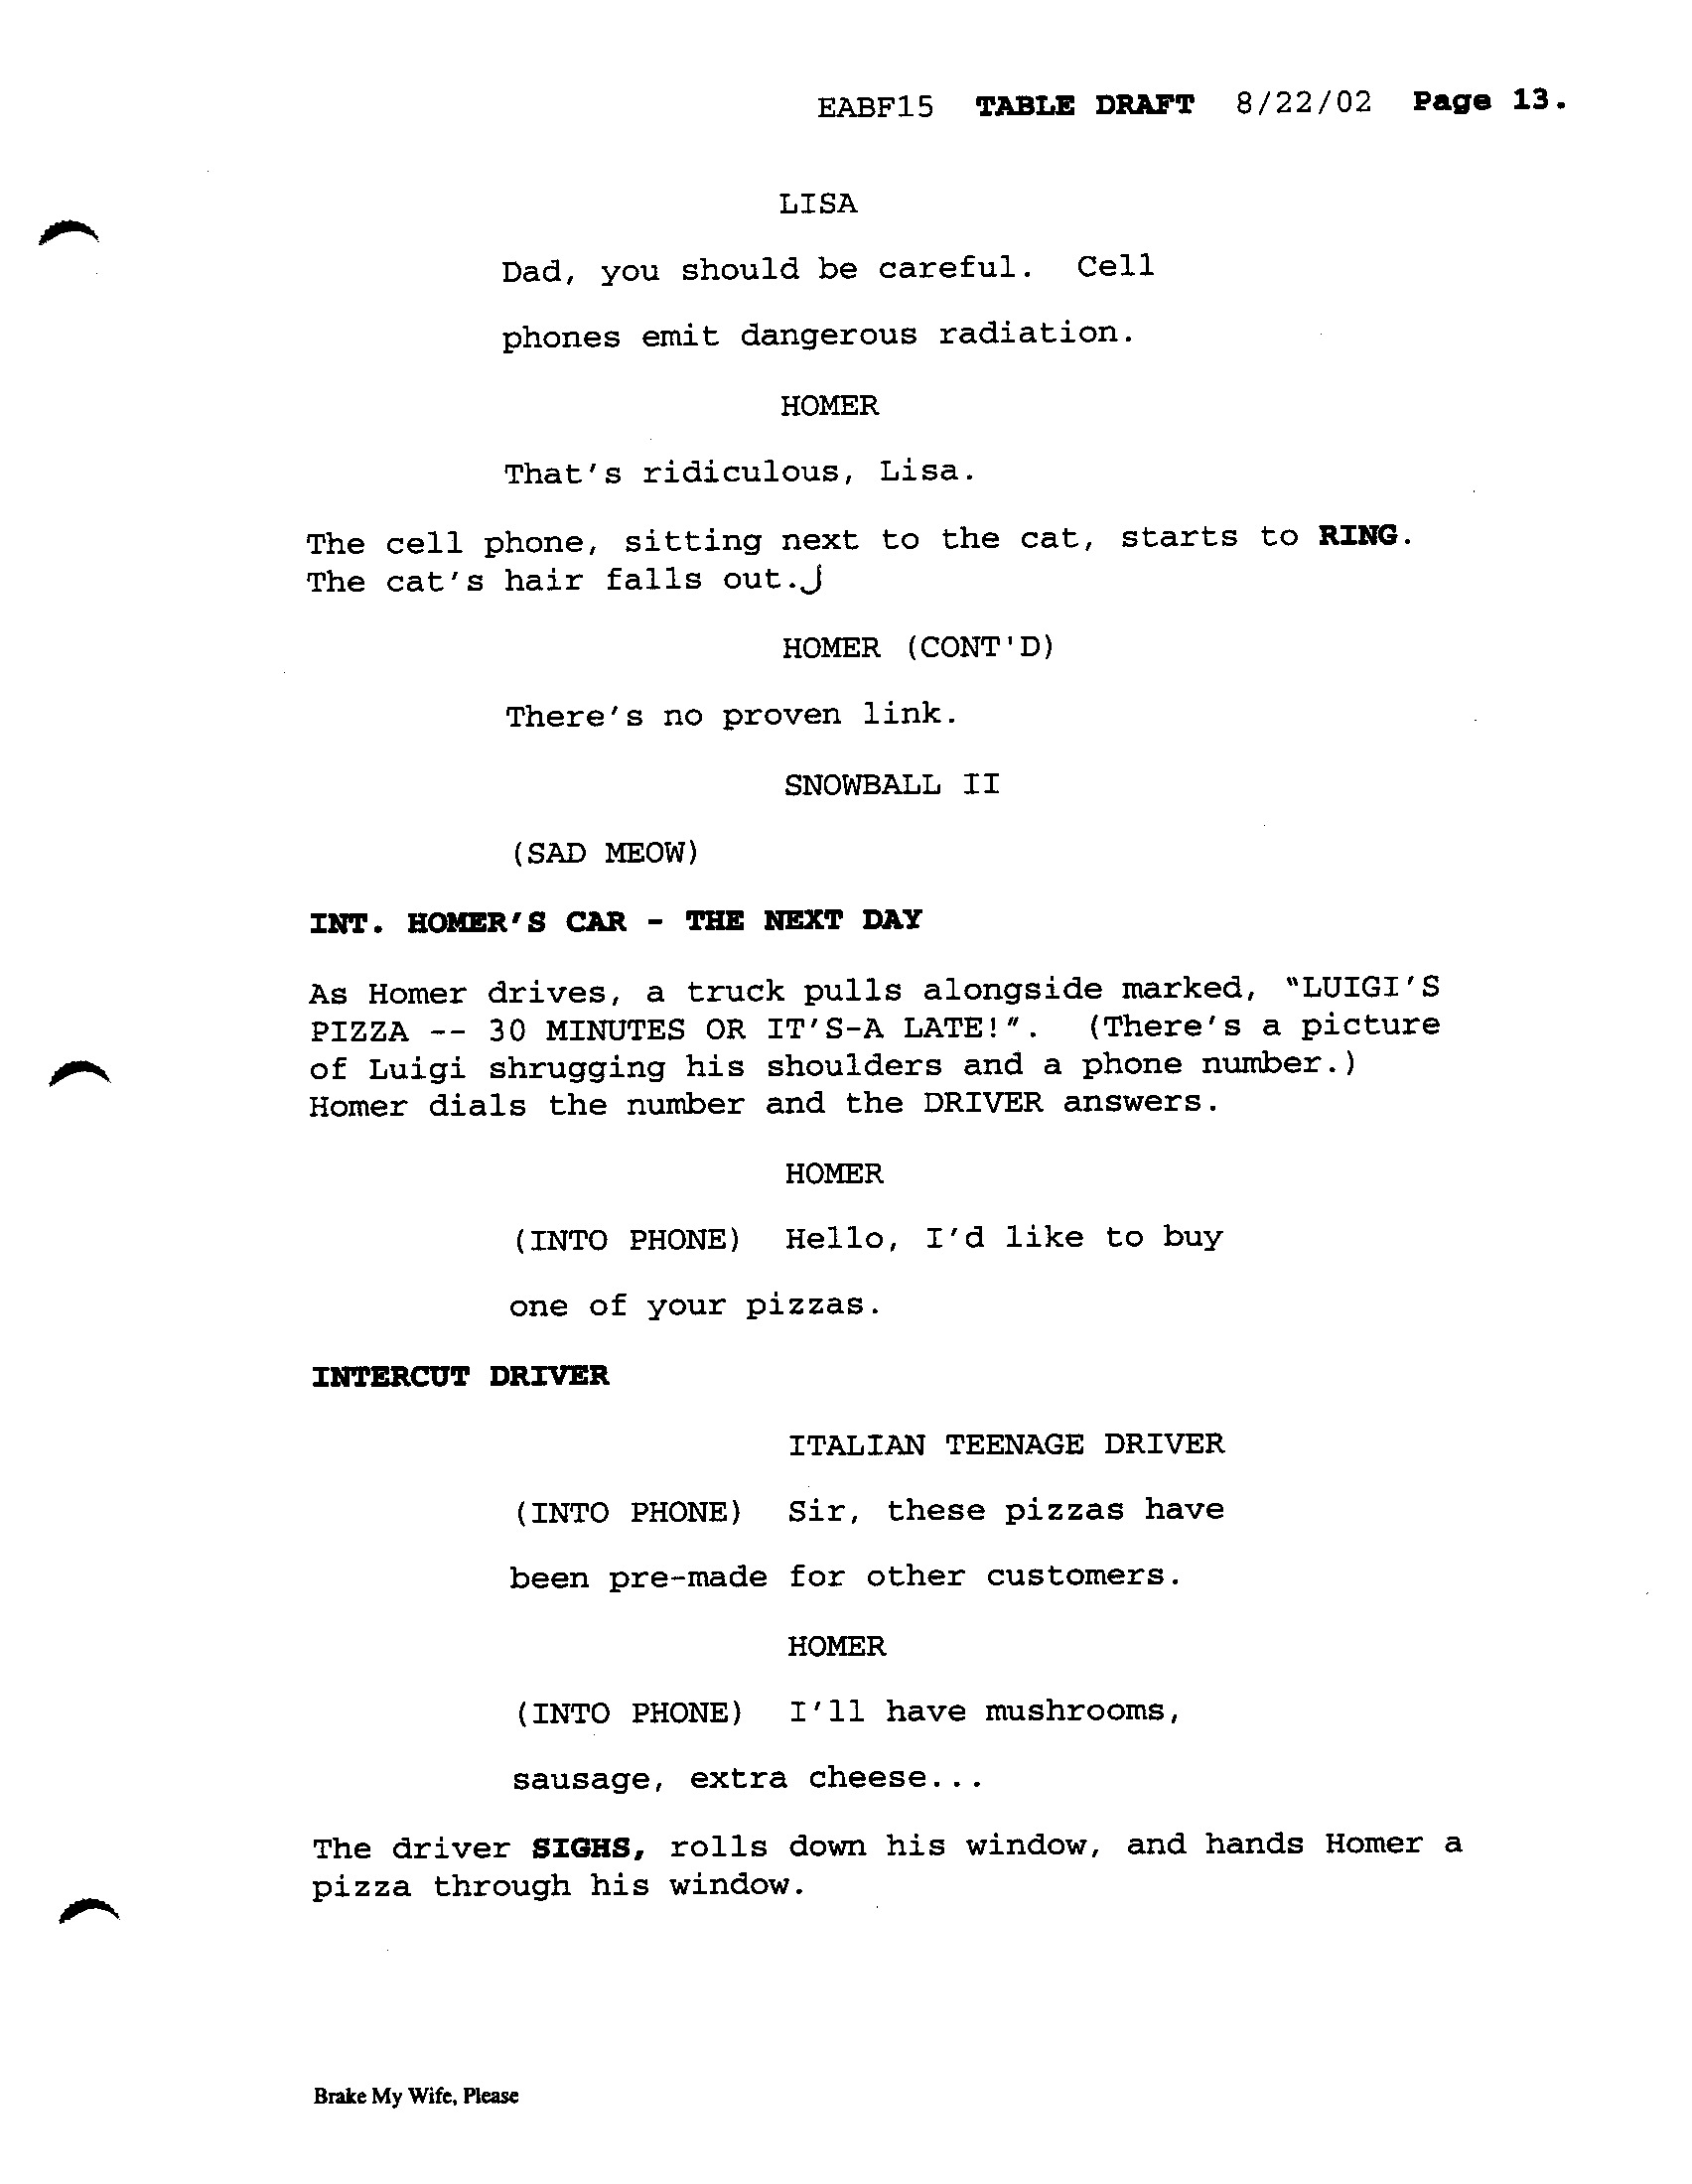 EABF15 TABLE DRAFT 8/22/02 Page 13.
LISA
Dad, you should be careful. Cell
phones emit dangerous radiation.
HOMER
That's ridiculous, Lisa.
The cell phone, sitting next to the cat, starts to RING.
The cat's hair falls out.
HOMER (CONT'D)
There's no proven link.
SNOWBALL II
(SAD MEOW)
INT. HOMER'S CAR - THE NEXT DAY
As Homer drives, a truck pulls alongside marked, "LUIGI'S
PIZZA -- 30 MINUTES OR IT'S-A LATE!". (There's a picture
of Luigi shrugging his shoulders and a phone number.)
Homer dials the number and the DRIVER answers.
HOMER
(INTO PHONE) Hello, I'd like to buy
one of your pizzas.
INTERCUT DRIVER
ITALIAN TEENAGE DRIVER
(INTO PHONE) Sir, these pizzas have
been pre-made for other customers.
HOMER
(INTO PHONE) I'll have mushrooms,
sausage, extra cheese...
The driver SIGHS, rolls down his window, and hands Homer a
pizza through his window.
Brake My Wife, Please